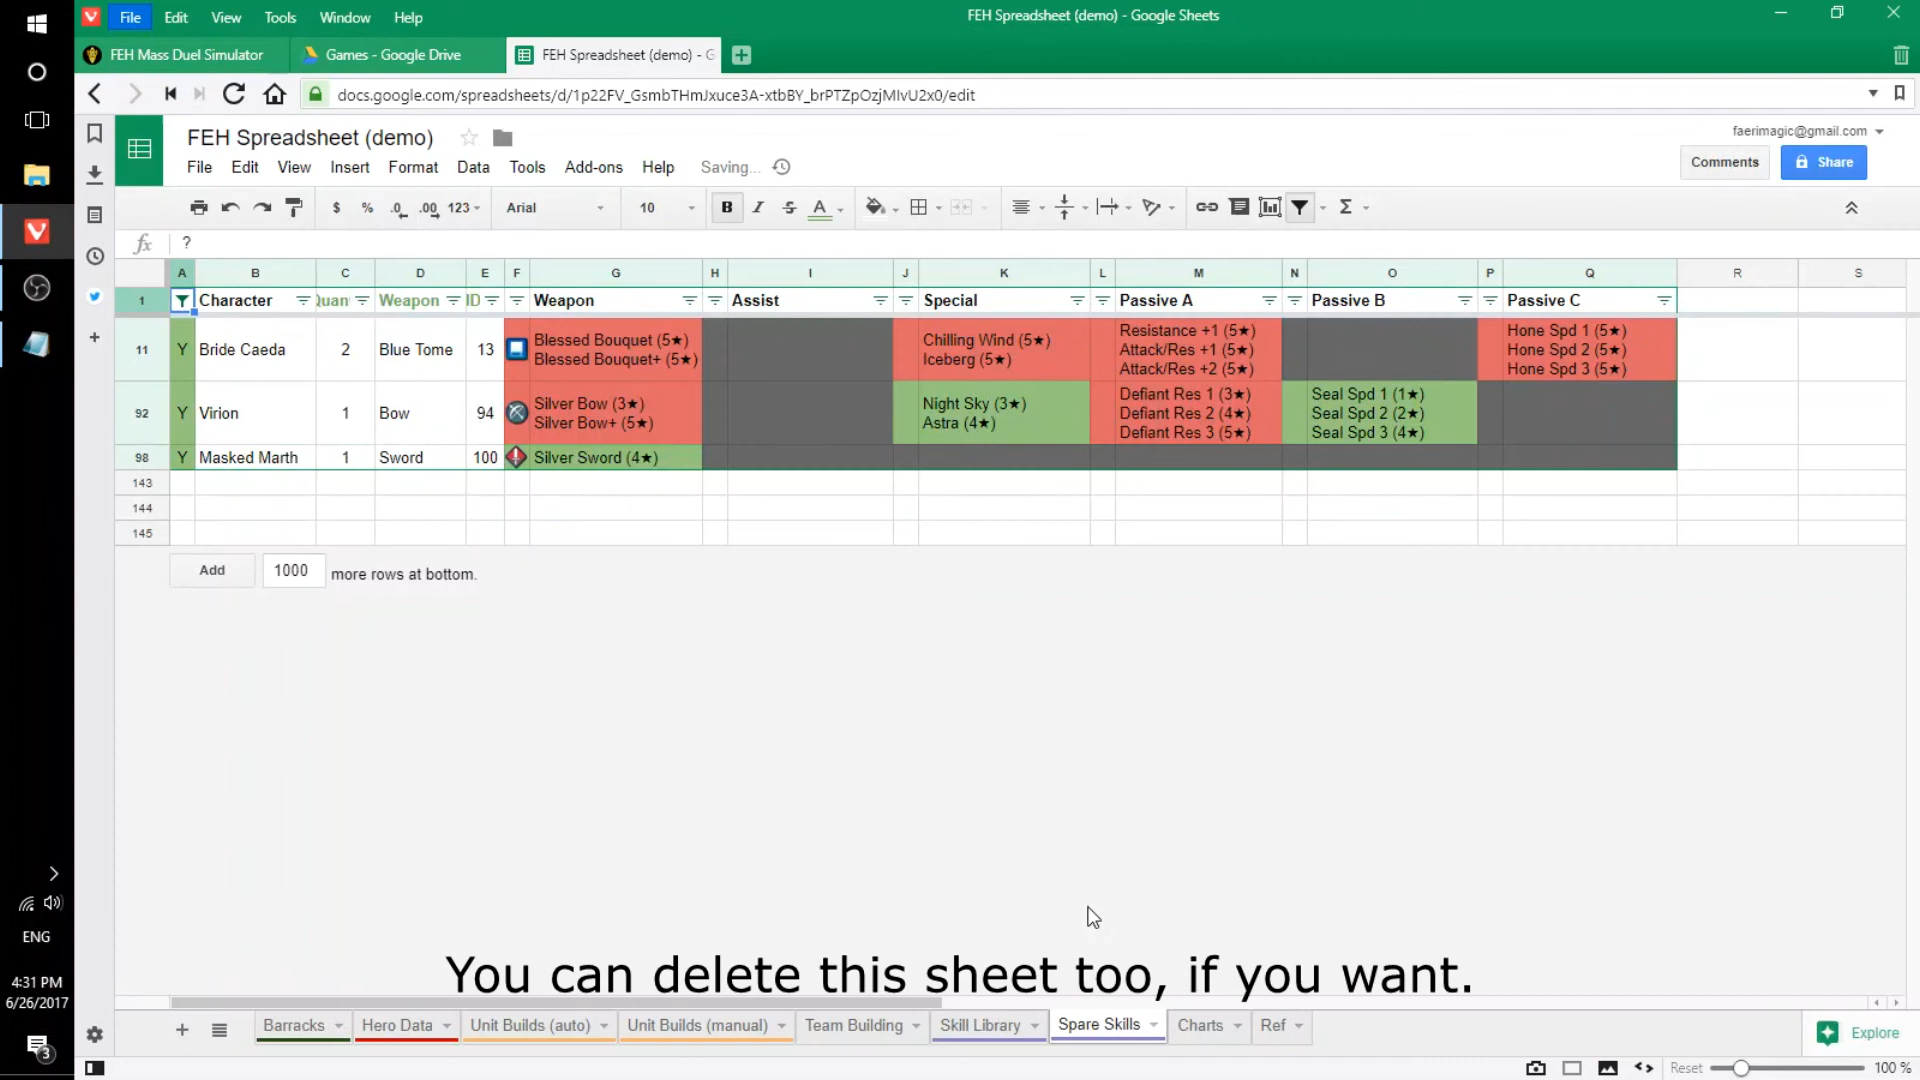 File Edit View Tools Window Help
FEH Spreadsheet (demo) - Google Sheets
FEH Mass Duel Simulator
Games - Google Drive
FEH Spreadsheet (demo) - G
docs.google.com/spreadsheets/d/1p22FV_GsmbTHmJxuce3A-xtbBY_brPTZpOzjMIvU2x0/edit
FEH Spreadsheet (demo)
faerimagic@gmail.com
File Edit View Insert Format Data Tools Add-ons Help Saving...
Comments
Share
$ % .0 .00 123 Arial 10 B I S A Σ
fx ?
A B C D E F G H I J K L M N O P Q R S
1 Character Quan Weapon ID Weapon Assist Special Passive A Passive B Passive C
11 Y Bride Caeda 2 Blue Tome 13
Blessed Bouquet (5★)
Blessed Bouquet+ (5★)
Chilling Wind (5★)
Iceberg (5★)
Resistance +1 (5★)
Attack/Res +1 (5★)
Attack/Res +2 (5★)
Hone Spd 1 (5★)
Hone Spd 2 (5★)
Hone Spd 3 (5★)
92 Y Virion 1 Bow 94
Silver Bow (3★)
Silver Bow+ (5★)
Night Sky (3★)
Astra (4★)
Defiant Res 1 (3★)
Defiant Res 2 (4★)
Defiant Res 3 (5★)
Seal Spd 1 (1★)
Seal Spd 2 (2★)
Seal Spd 3 (4★)
98 Y Masked Marth 1 Sword 100 Silver Sword (4★)
143
144
145
Add 1000 more rows at bottom.
ENG
4:31 PM
6/26/2017
3
You can delete this sheet too, if you want.
Barracks Hero Data Unit Builds (auto) Unit Builds (manual) Team Building Skill Library Spare Skills Charts Ref
Explore
Reset 100 %